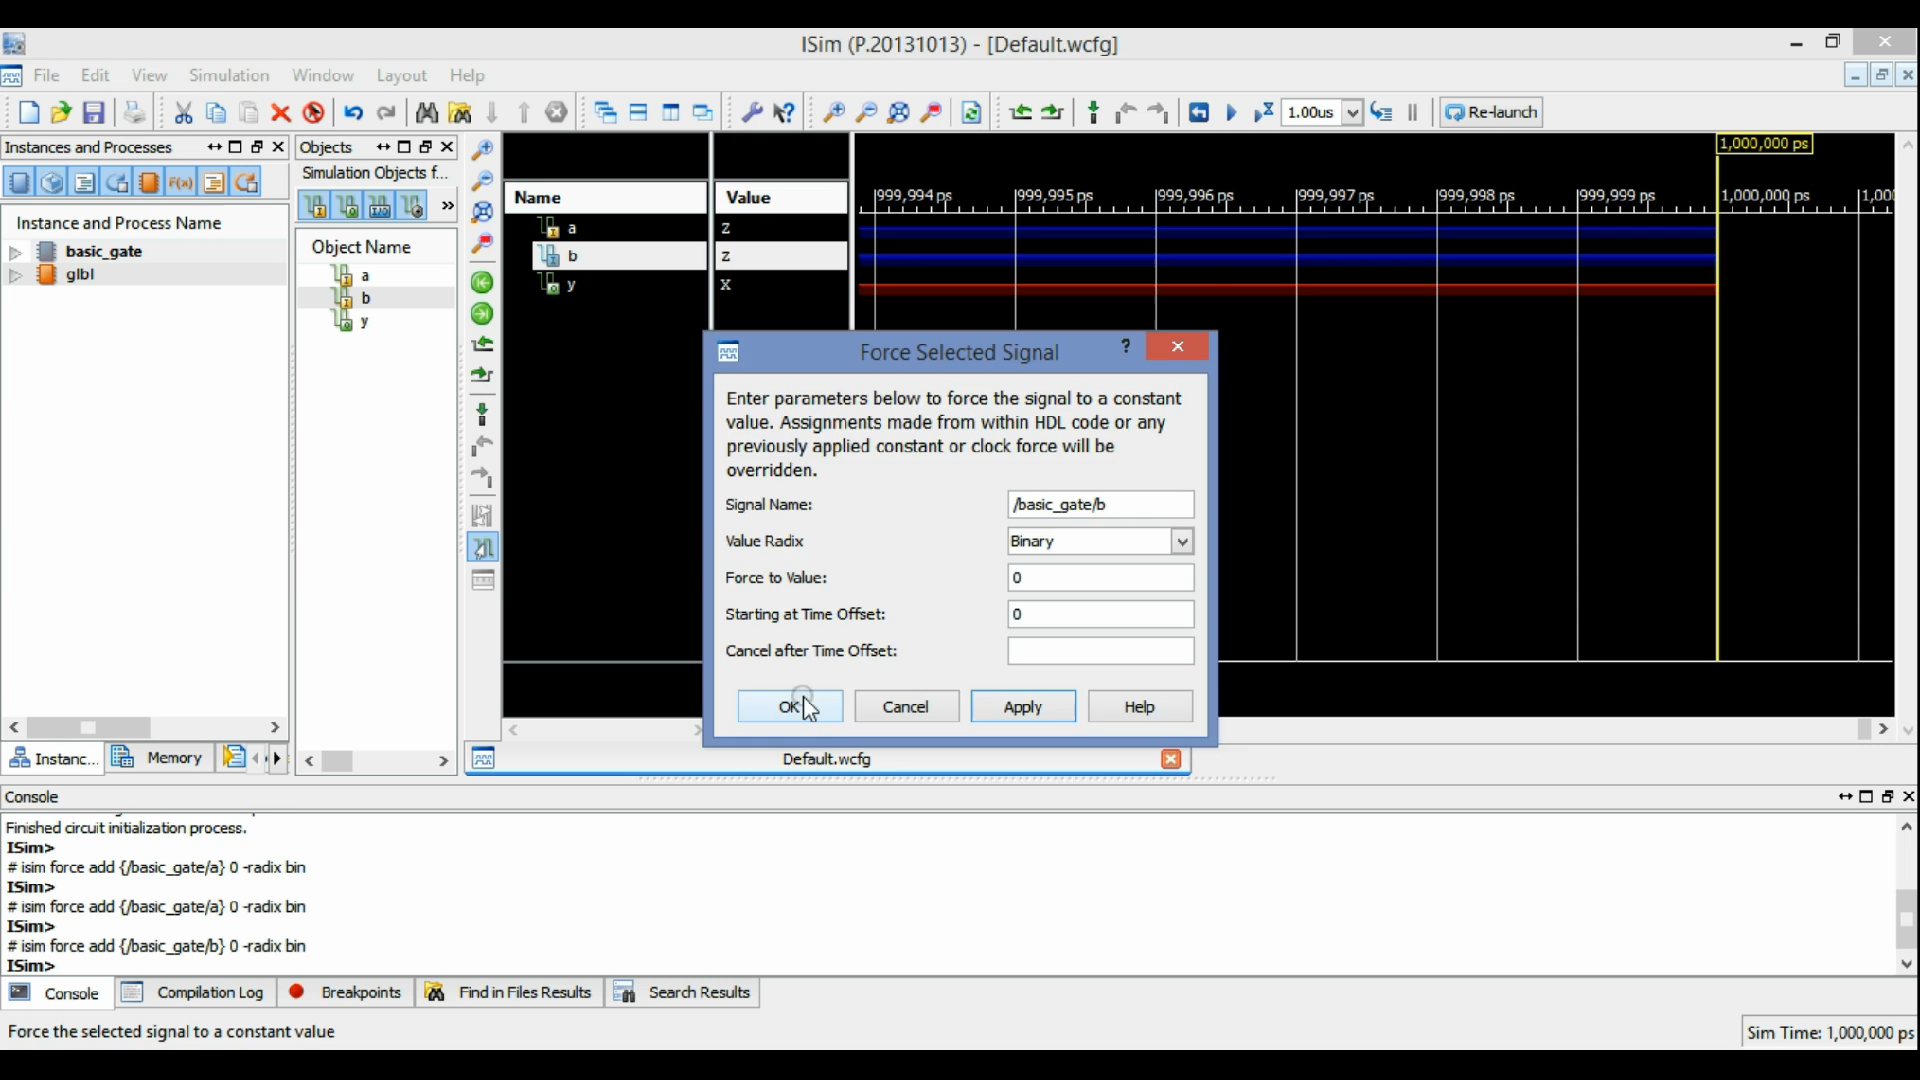 ISim (P.20131013) - [Default.wcfg]
File Edit View Simulation Window Layout Help
1.00us Re-launch
Instances and Processes
Objects
Simulation Objects f...
»
Instance and Process Name
basic_gate
glbl
Object Name
a
b
y
Name Value
a Z
b Z
y X
1,000,000 ps
999,994 ps 999,995 ps 999,996 ps 999,997 ps 999,998 ps 999,999 ps 1,000,000 ps 1,000
Force Selected Signal
Enter parameters below to force the signal to a constant
value. Assignments made from within HDL code or any
previously applied constant or clock force will be
overridden.
Signal Name: /basic_gate/b
Value Radix Binary
Force to Value: 0
Starting at Time Offset: 0
Cancel after Time Offset:
OK Cancel Apply Help
Instanc... Memory
Default.wcfg
Console
Finished circuit initialization process.
ISim>
# isim force add {/basic_gate/a} 0 -radix bin
ISim>
# isim force add {/basic_gate/a} 0 -radix bin
ISim>
# isim force add {/basic_gate/b} 0 -radix bin
ISim>
Console Compilation Log Breakpoints Find in Files Results Search Results
Force the selected signal to a constant value
Sim Time: 1,000,000 ps